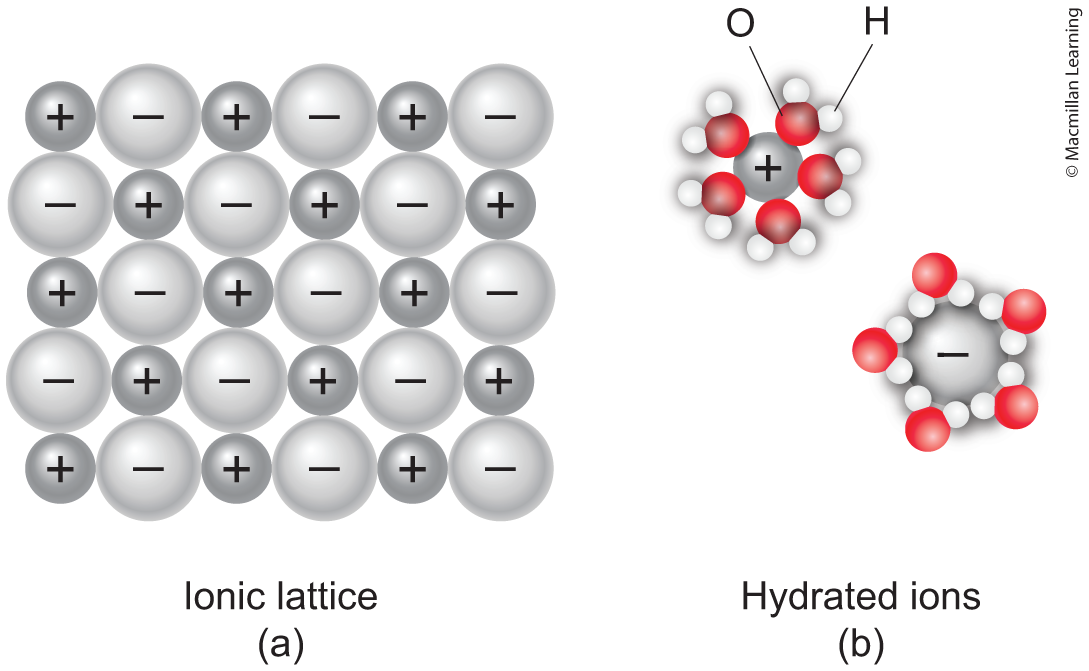 O H
+ − + − + −
− + − + − +
+ − + − + −
− + − + − +
+ − + − + −
+
−
Ionic lattice
(a)
Hydrated ions
(b)
© Macmillan Learning